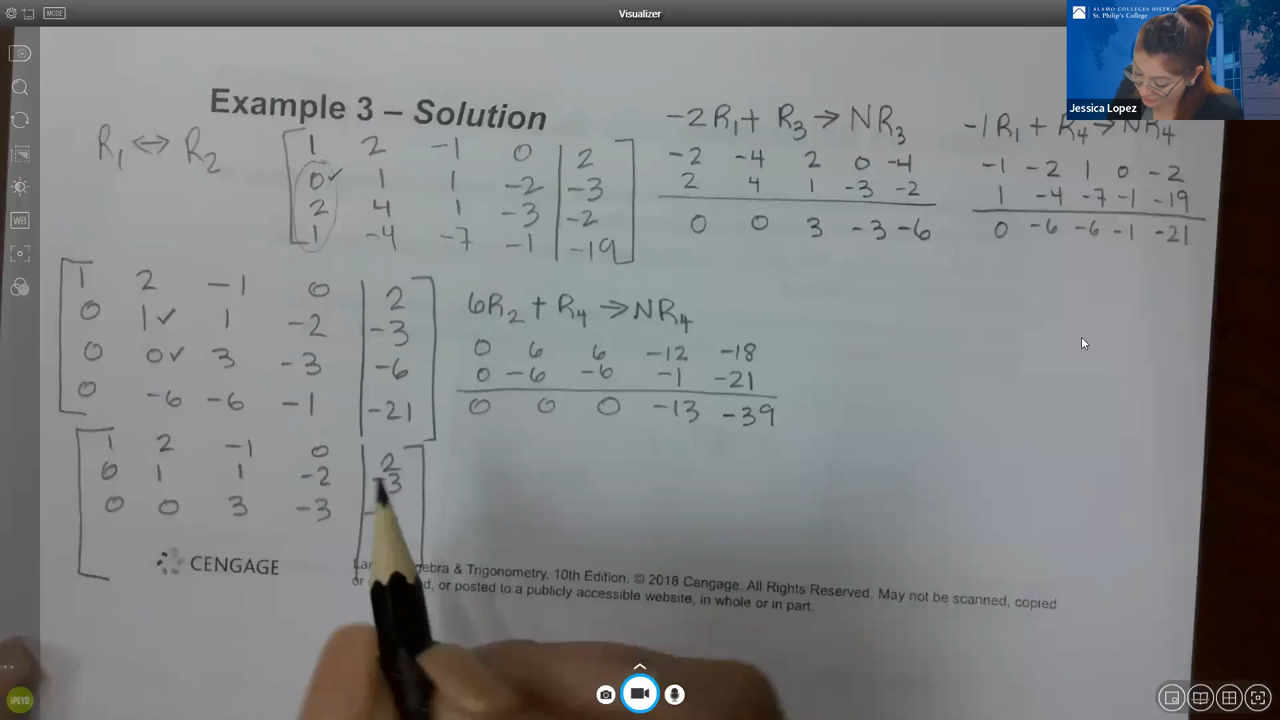 MODE
Visualizer
ALAMO COLLEGES DISTRI
St. Philip's College
Jessica Lopez
WB
Example 3 – Solution
R₁ ↔ R₂
1 2 -1 0 | 2
0 ✓ 1 1 -2 | -3
2 4 1 -3 | -2
1 -4 -7 -1 | -19
-2R₁ + R₃ → NR₃
-2 -4 2 0 -4
2 4 1 -3 -2
0 0 3 -3 -6
-1R₁ + R₄ → NR₄
-1 -2 1 0 -2
1 -4 -7 -1 -19
0 -6 -6 -1 -21
1 2 -1 0 | 2
0 1 ✓ 1 -2 | -3
0 0 ✓ 3 -3 | -6
0 -6 -6 -1 | -21
6R₂ + R₄ → NR₄
0 6 6 -12 -18
0 -6 -6 -1 -21
0 0 0 -13 -39
1 2 -1 0 | 2
0 1 1 -2 | -3
0 0 3 -3 | -
CENGAGE
ebra & Trigonometry, 10th Edition. © 2018 Cengage. All Rights Reserved. May not be scanned, copied
or posted to a publicly accessible website, in whole or in part.
IPEVO